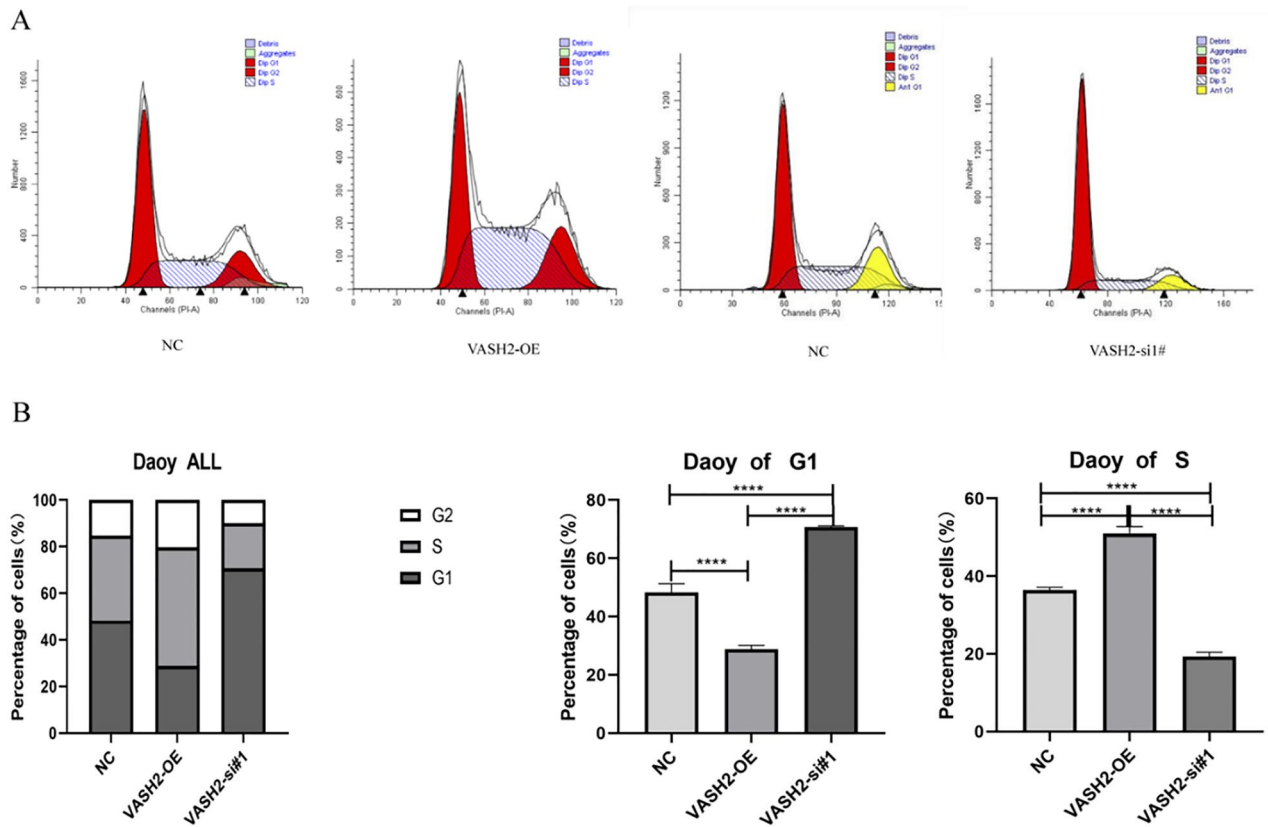 A
Debris
Aggregates
Dip G1
Dip G2
Dip S
Number
1600
1200
800
400
0
0 20 40 60 80 100 120
Channels (PI-A)
NC
Debris
Aggregates
Dip G1
Dip G2
Dip S
600
500
400
300
200
100
0
0 20 40 60 80 100 120
Channels (PI-A)
VASH2-OE
Debris
Aggregates
Dip G1
Dip G2
Dip S
An1 G1
Number
1200
900
600
300
0
0 30 60 90 120 15
Channels (PI-A)
NC
Debris
Aggregates
Dip G1
Dip G2
Dip S
An1 G1
Number
1600
1200
800
400
0
0 40 80 120 160
Channels (PI-A)
VASH2-si1#
B
Daoy ALL
Percentage of cells (%)
100
80
60
40
20
0
NC
VASH2-OE
VASH2-si#1
G2
S
G1
Daoy of G1
Percentage of cells (%)
80
60
40
20
0
****
****
****
NC
VASH2-OE
VASH2-si#1
Daoy of S
Percentage of cells (%)
60
40
20
0
****
**** ****
NC
VASH2-OE
VASH2-si#1